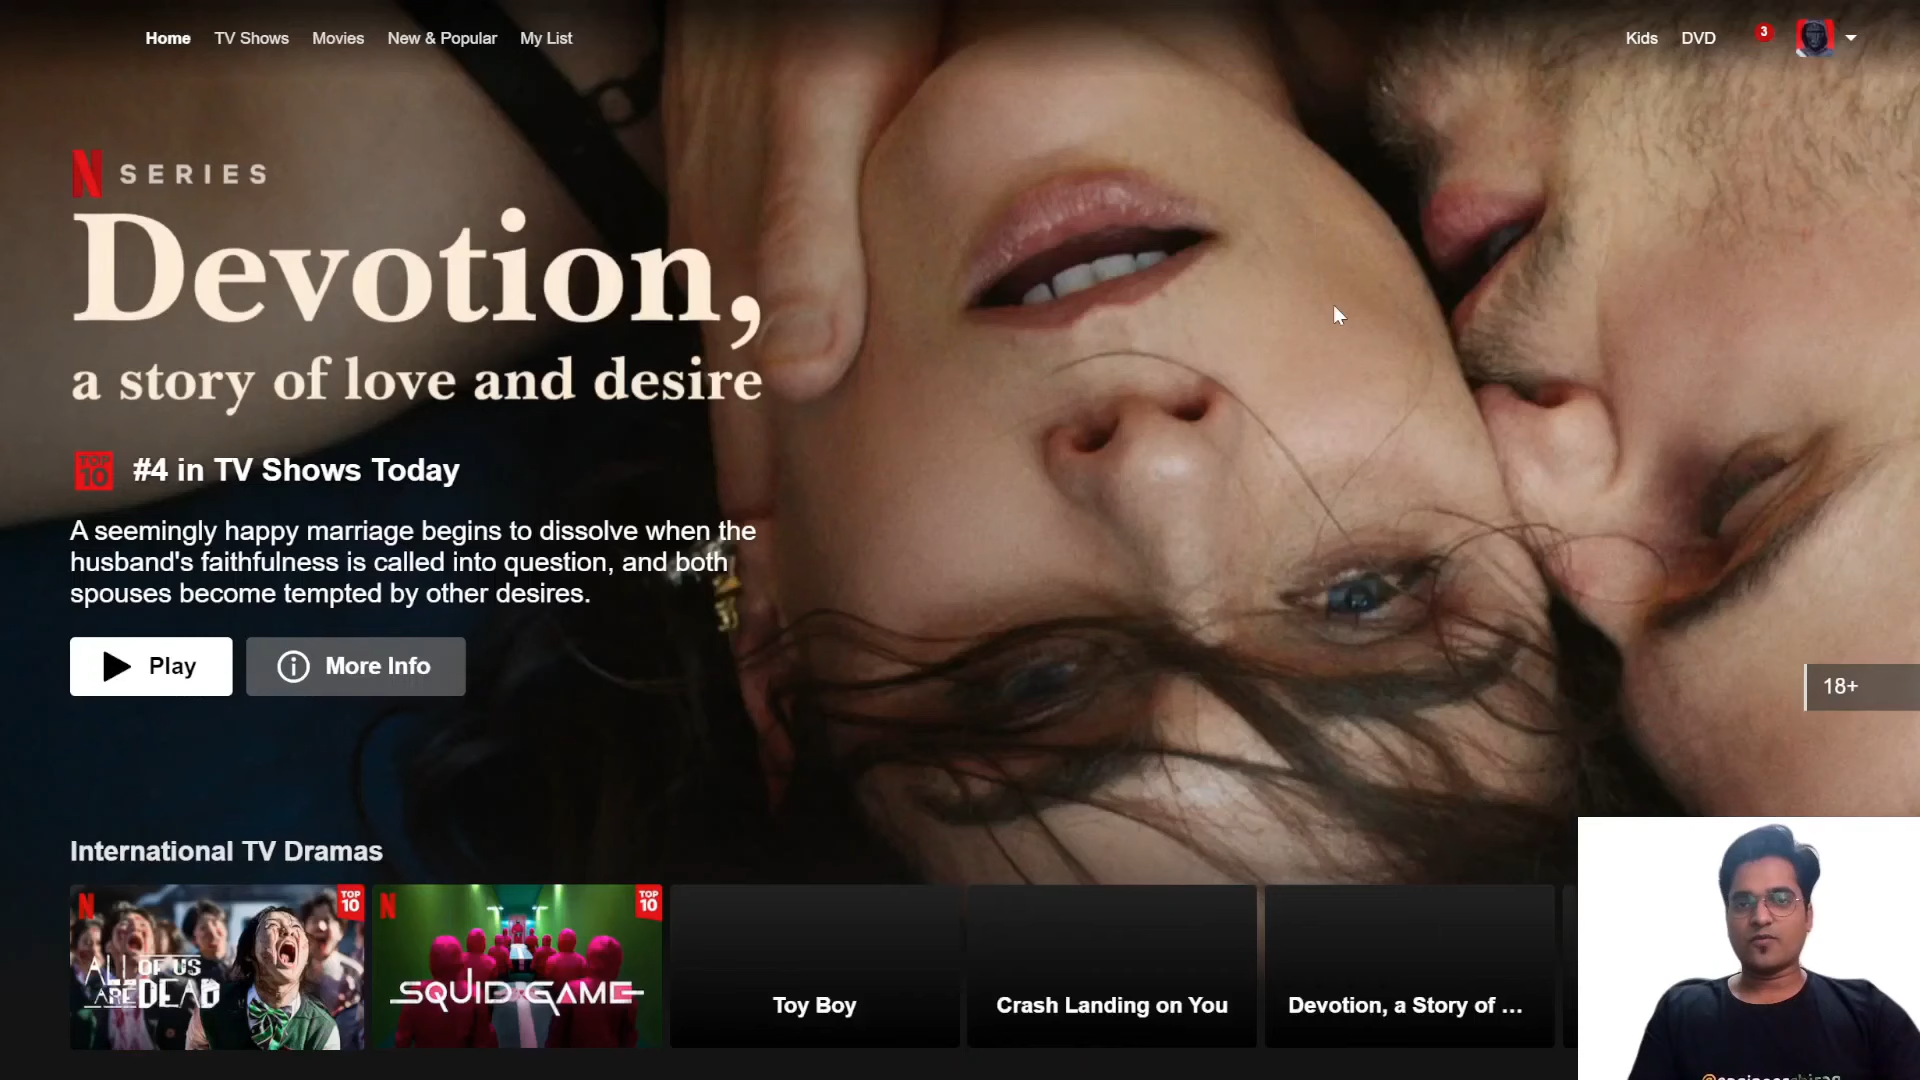 Home TV Shows Movies New & Popular My List
Kids DVD 3
N SERIES
Devotion,
a story of love and desire
TOP 10 #4 in TV Shows Today
A seemingly happy marriage begins to dissolve when the
husband's faithfulness is called into question, and both
spouses become tempted by other desires.
Play More Info
18+
International TV Dramas
N TOP 10
ALL OF US ARE DEAD
N TOP 10
SQUID GAME
Toy Boy
Crash Landing on You
Devotion, a Story of ...